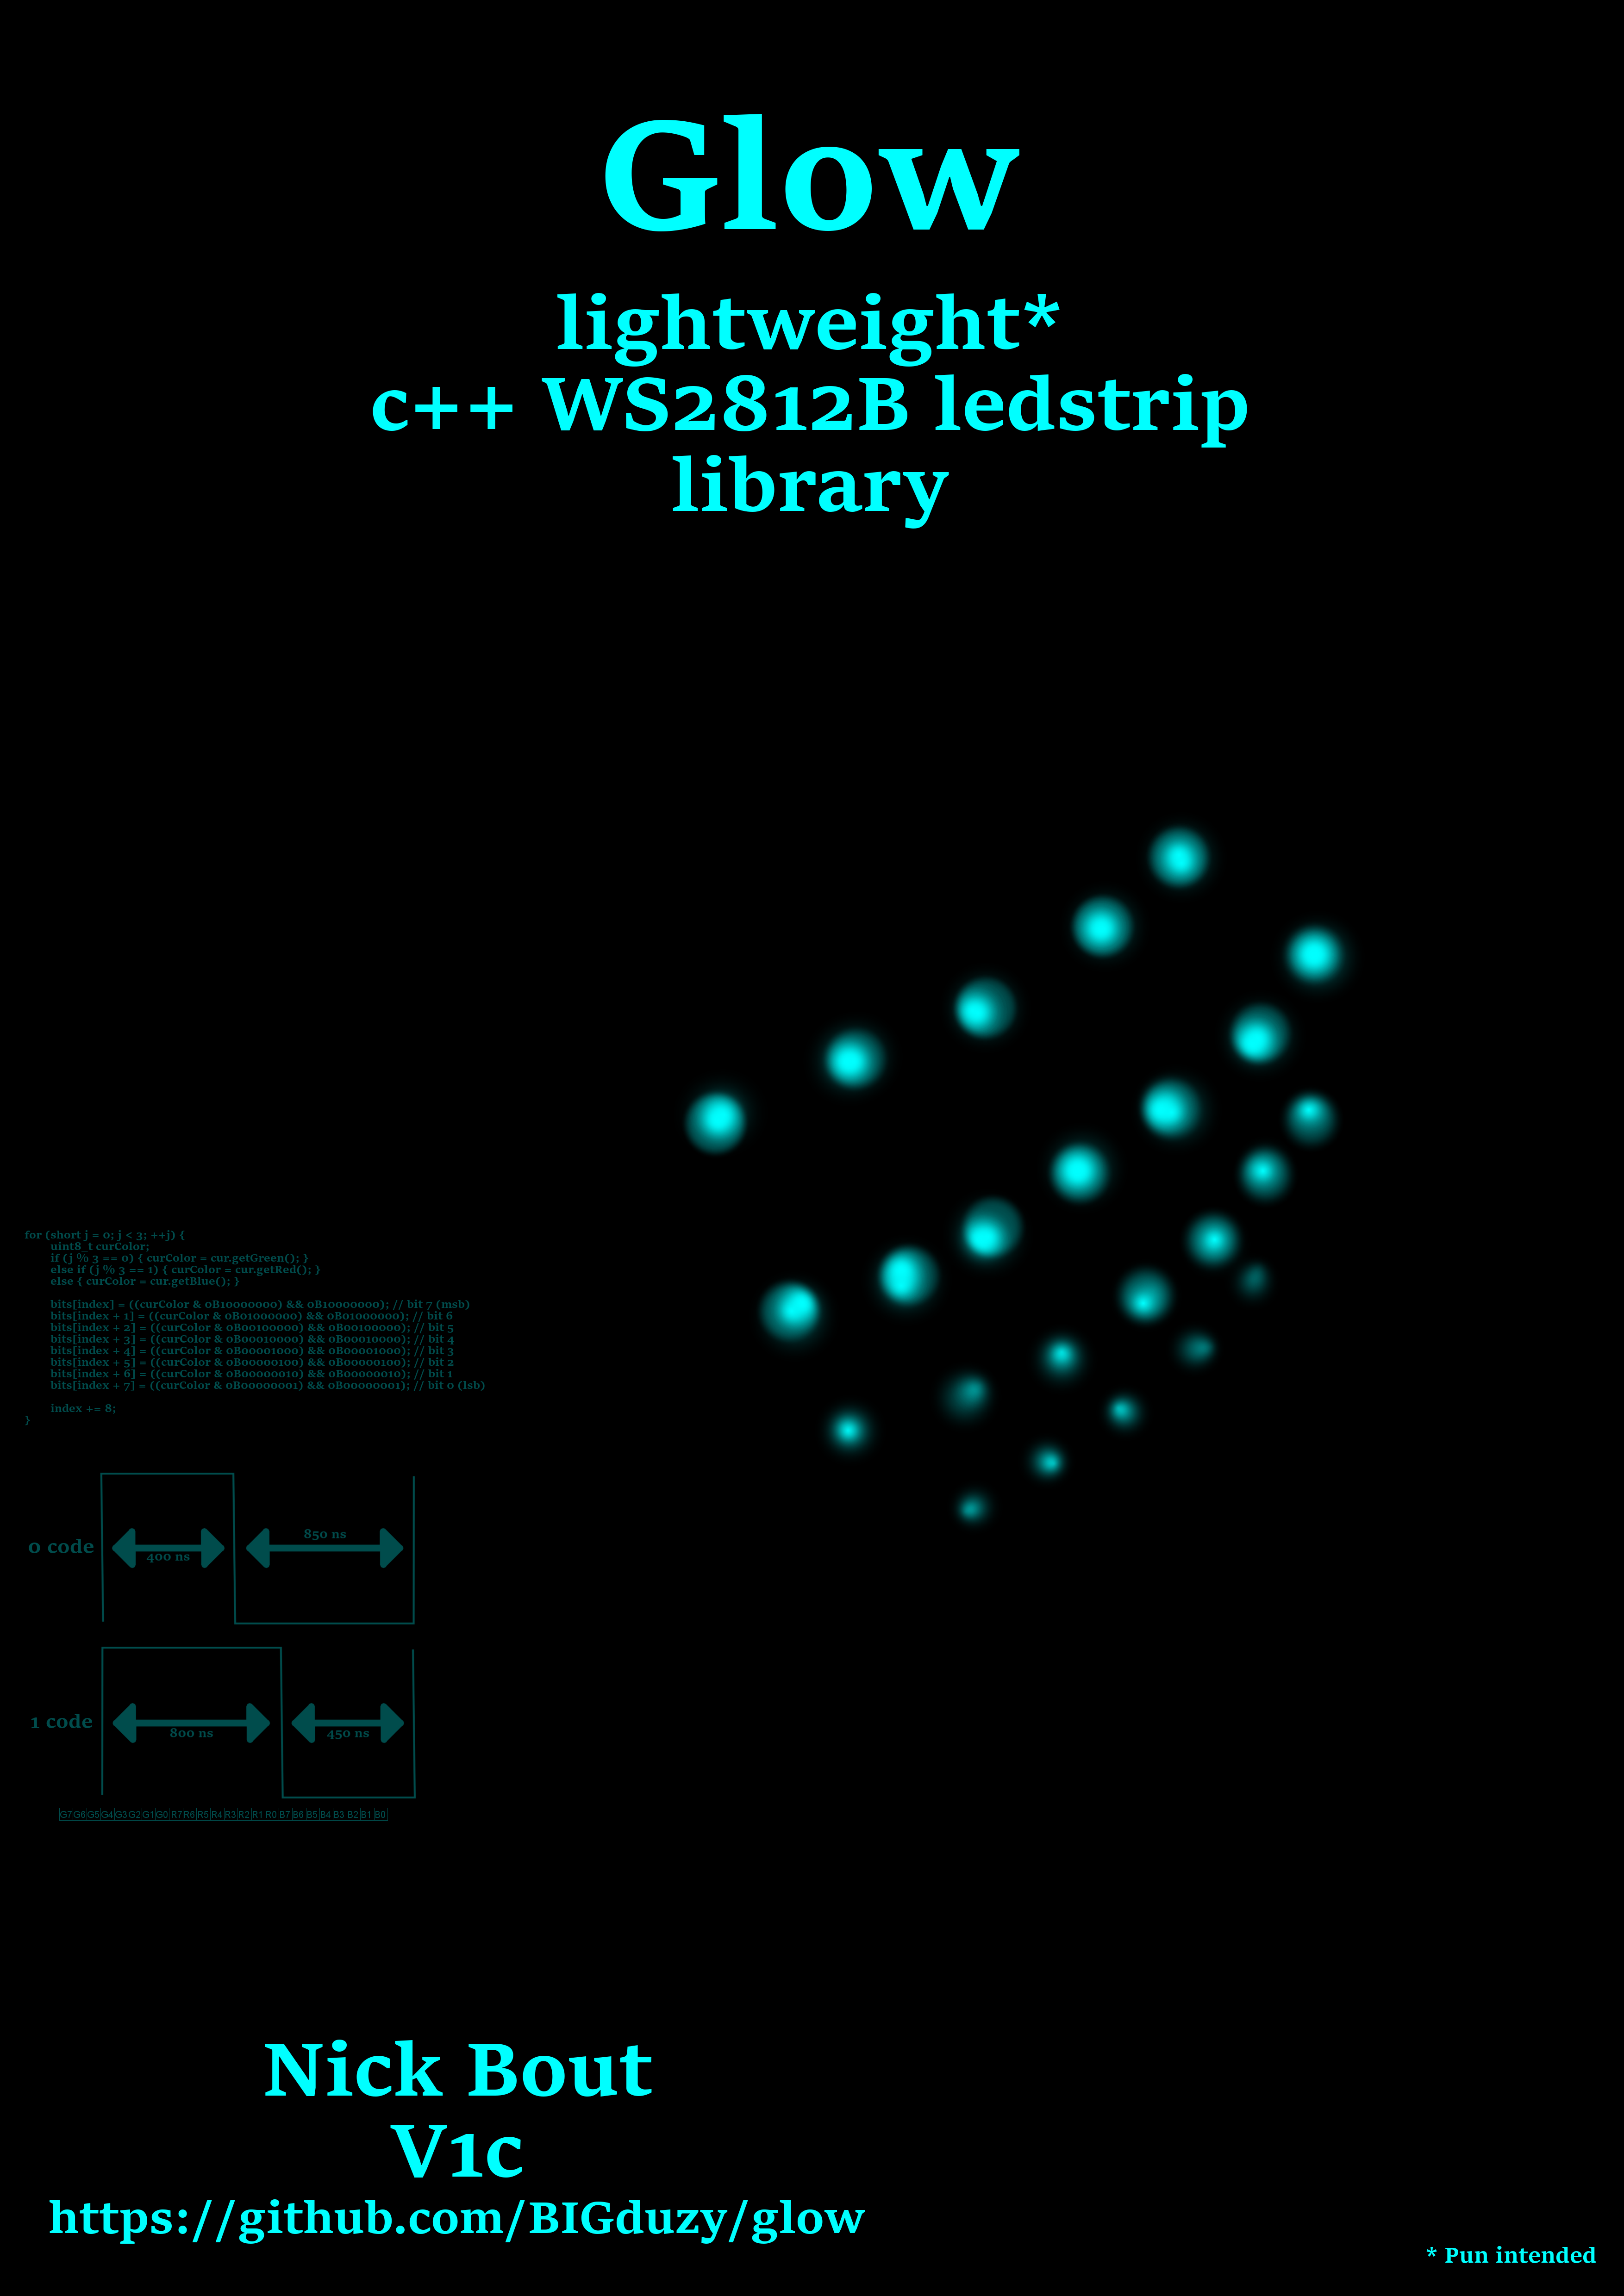 Glow
lightweight*
c++ WS2812B ledstrip
library
for (short j = 0; j < 3; ++j) {
uint8_t curColor;
if (j % 3 == 0) { curColor = cur.getGreen(); }
else if (j % 3 == 1) { curColor = cur.getRed(); }
else { curColor = cur.getBlue(); }
bits[index] = ((curColor & 0B10000000) && 0B10000000); // bit 7 (msb)
bits[index + 1] = ((curColor & 0B01000000) && 0B01000000); // bit 6
bits[index + 2] = ((curColor & 0B00100000) && 0B00100000); // bit 5
bits[index + 3] = ((curColor & 0B00010000) && 0B00010000); // bit 4
bits[index + 4] = ((curColor & 0B00001000) && 0B00001000); // bit 3
bits[index + 5] = ((curColor & 0B00000100) && 0B00000100); // bit 2
bits[index + 6] = ((curColor & 0B00000010) && 0B00000010); // bit 1
bits[index + 7] = ((curColor & 0B00000001) && 0B00000001); // bit 0 (lsb)
index += 8;
}
0 code
400 ns
850 ns
1 code
800 ns
450 ns
G7 G6 G5 G4 G3 G2 G1 G0 R7 R6 R5 R4 R3 R2 R1 R0 B7 B6 B5 B4 B3 B2 B1 B0
Nick Bout
V1c
https://github.com/BIGduzy/glow
* Pun intended